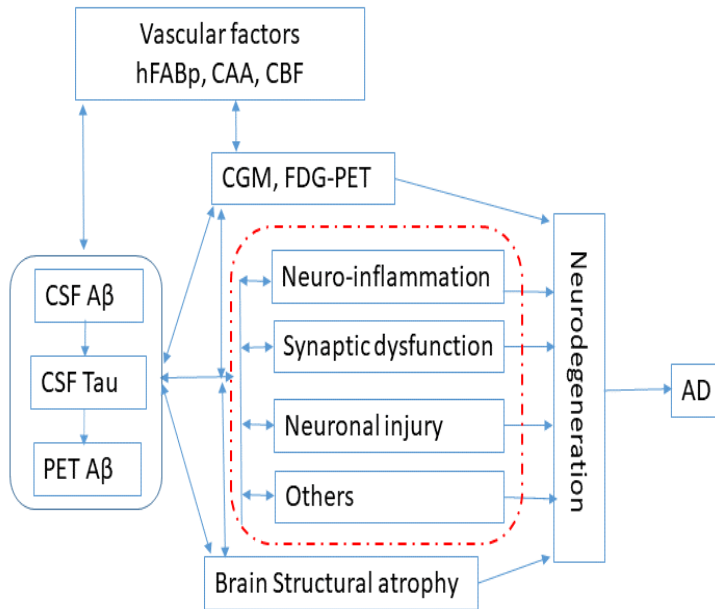 Vascular factors
hFABp, CAA, CBF
CGM, FDG-PET
CSF Aβ
CSF Tau
PET Aβ
Neuro-inflammation
Synaptic dysfunction
Neuronal injury
Others
Brain Structural atrophy
Neurodegeneration
AD